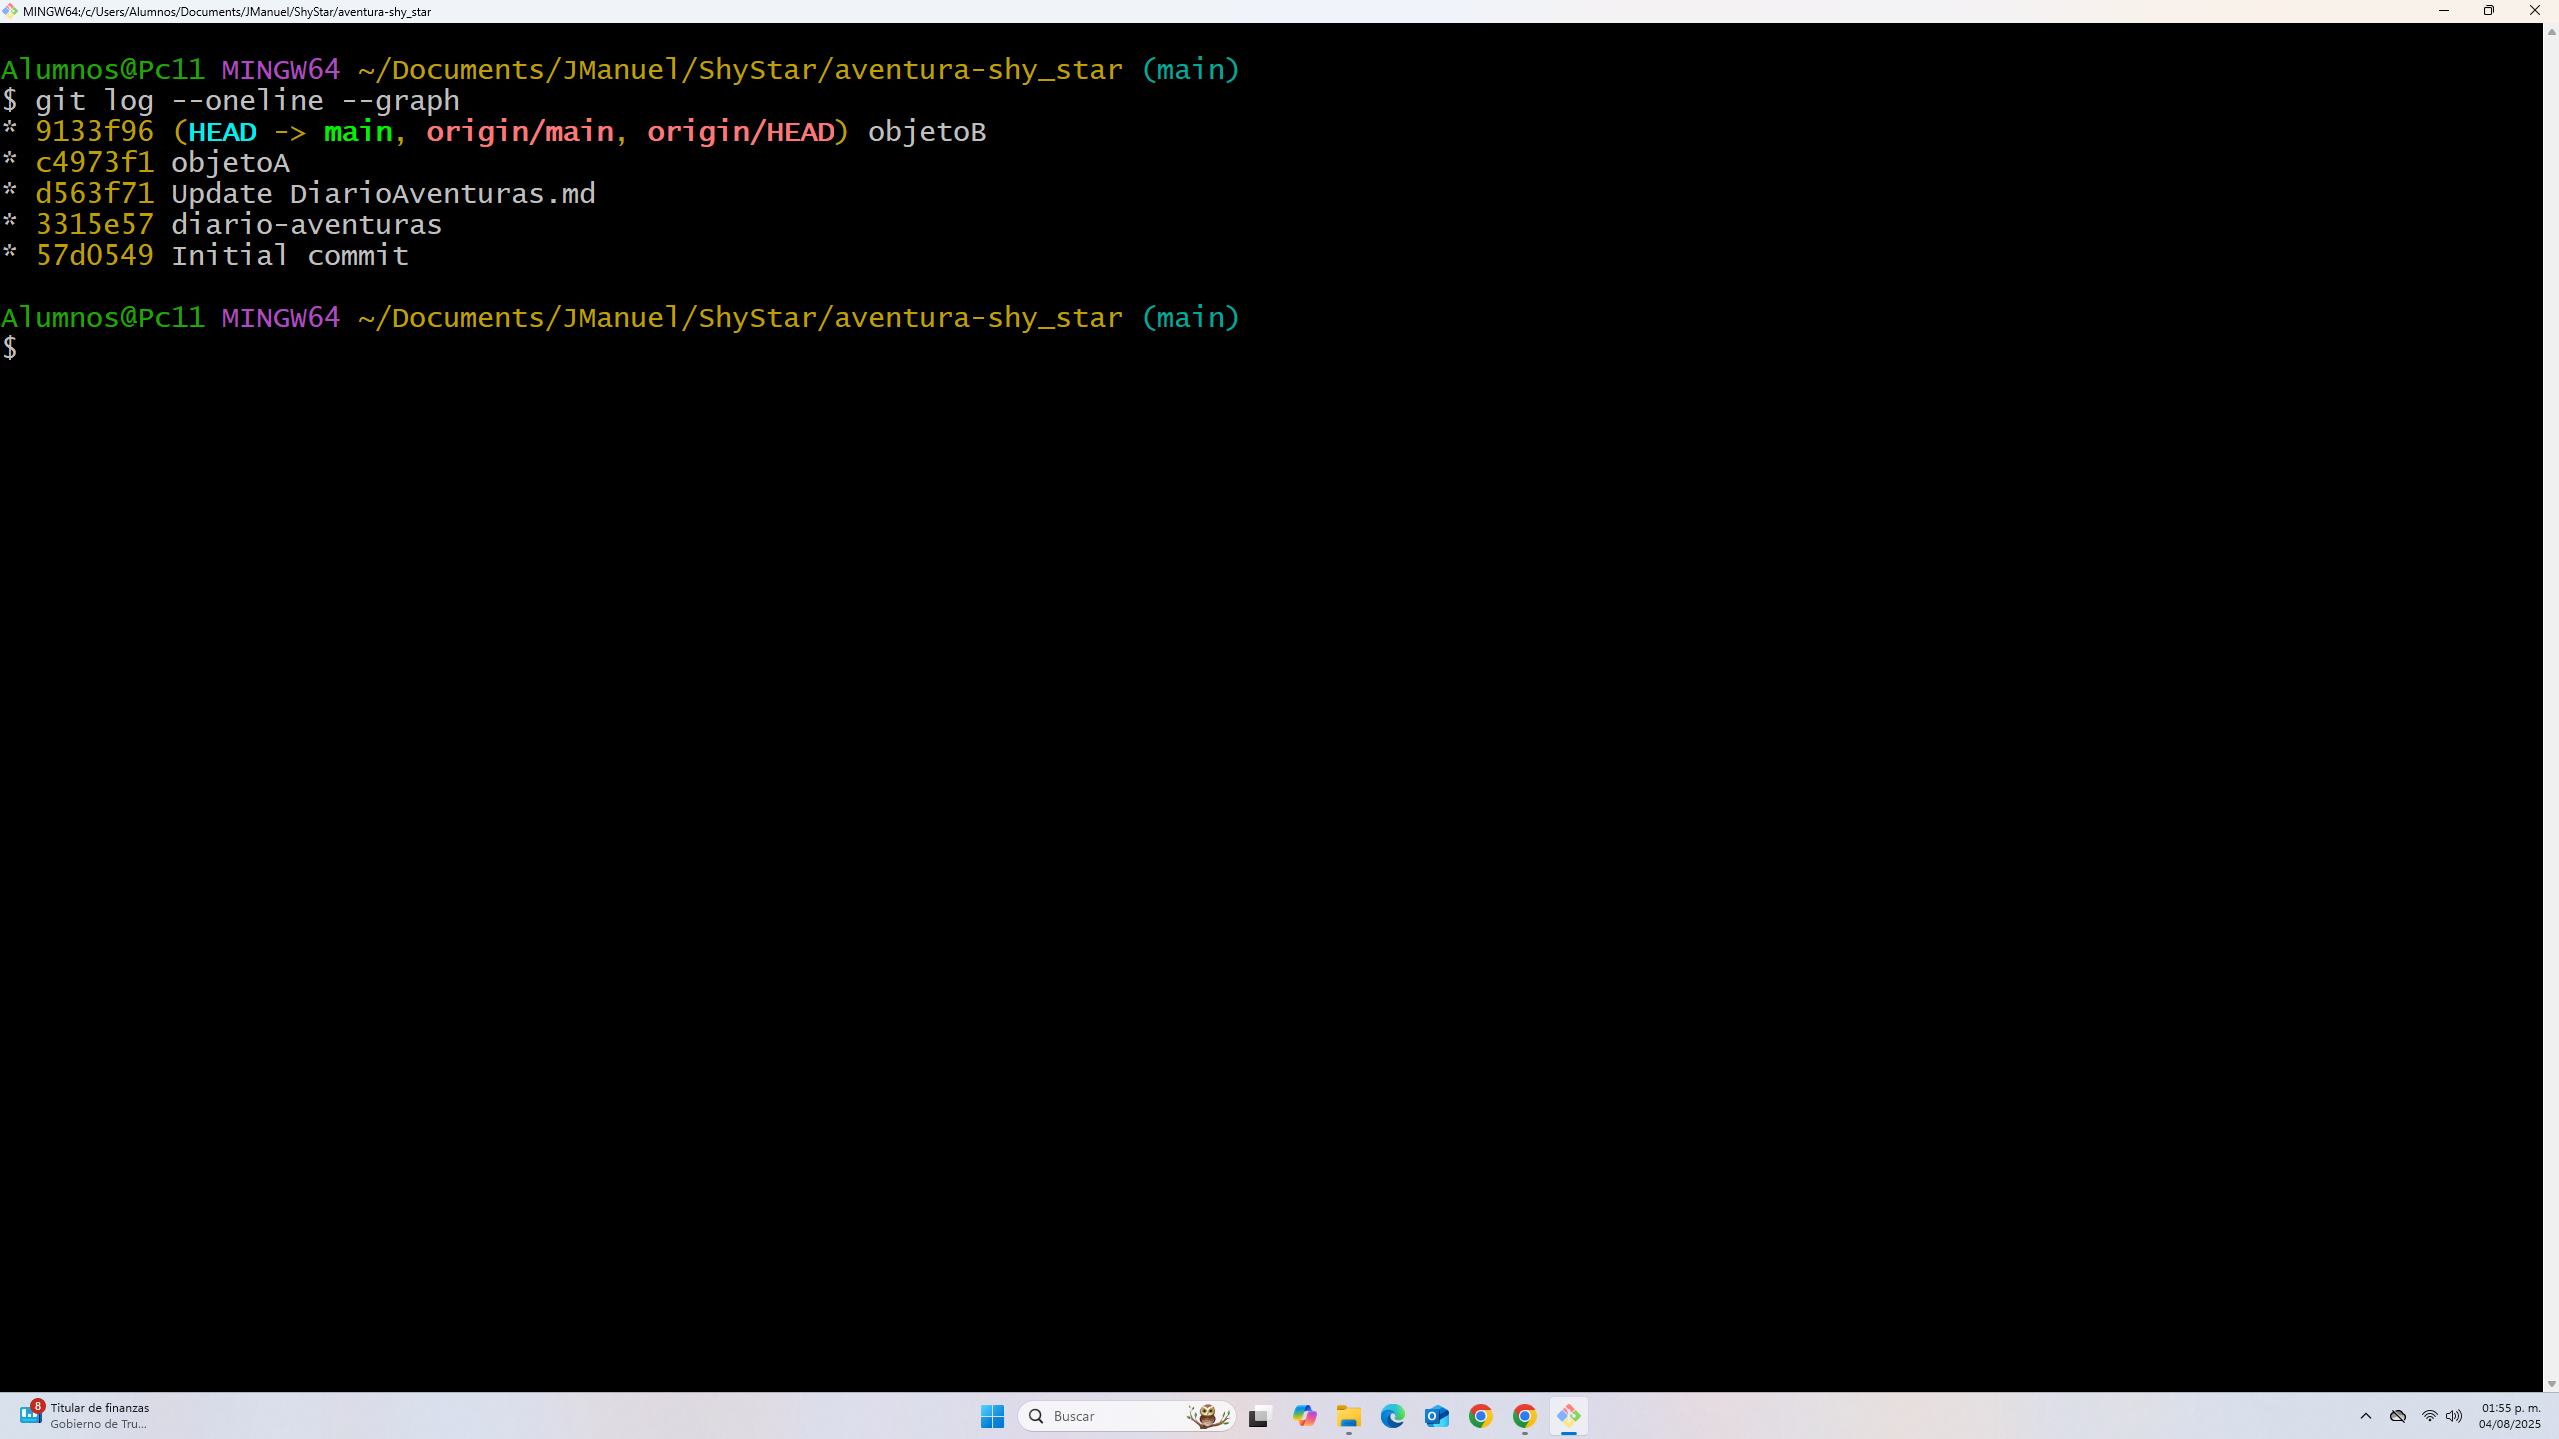 MINGW64:/c/Users/Alumnos/Documents/JManuel/ShyStar/aventura-shy_star
Alumnos@Pc11 MINGW64 ~/Documents/JManuel/ShyStar/aventura-shy_star (main)
$ git log --oneline --graph
* 9133f96 (HEAD -> main, origin/main, origin/HEAD) objetoB
* c4973f1 objetoA
* d563f71 Update DiarioAventuras.md
* 3315e57 diario-aventuras
* 57d0549 Initial commit
Alumnos@Pc11 MINGW64 ~/Documents/JManuel/ShyStar/aventura-shy_star (main)
$
8
Titular de finanzas
Gobierno de Tru...
Buscar
01:55 p. m.
04/08/2025